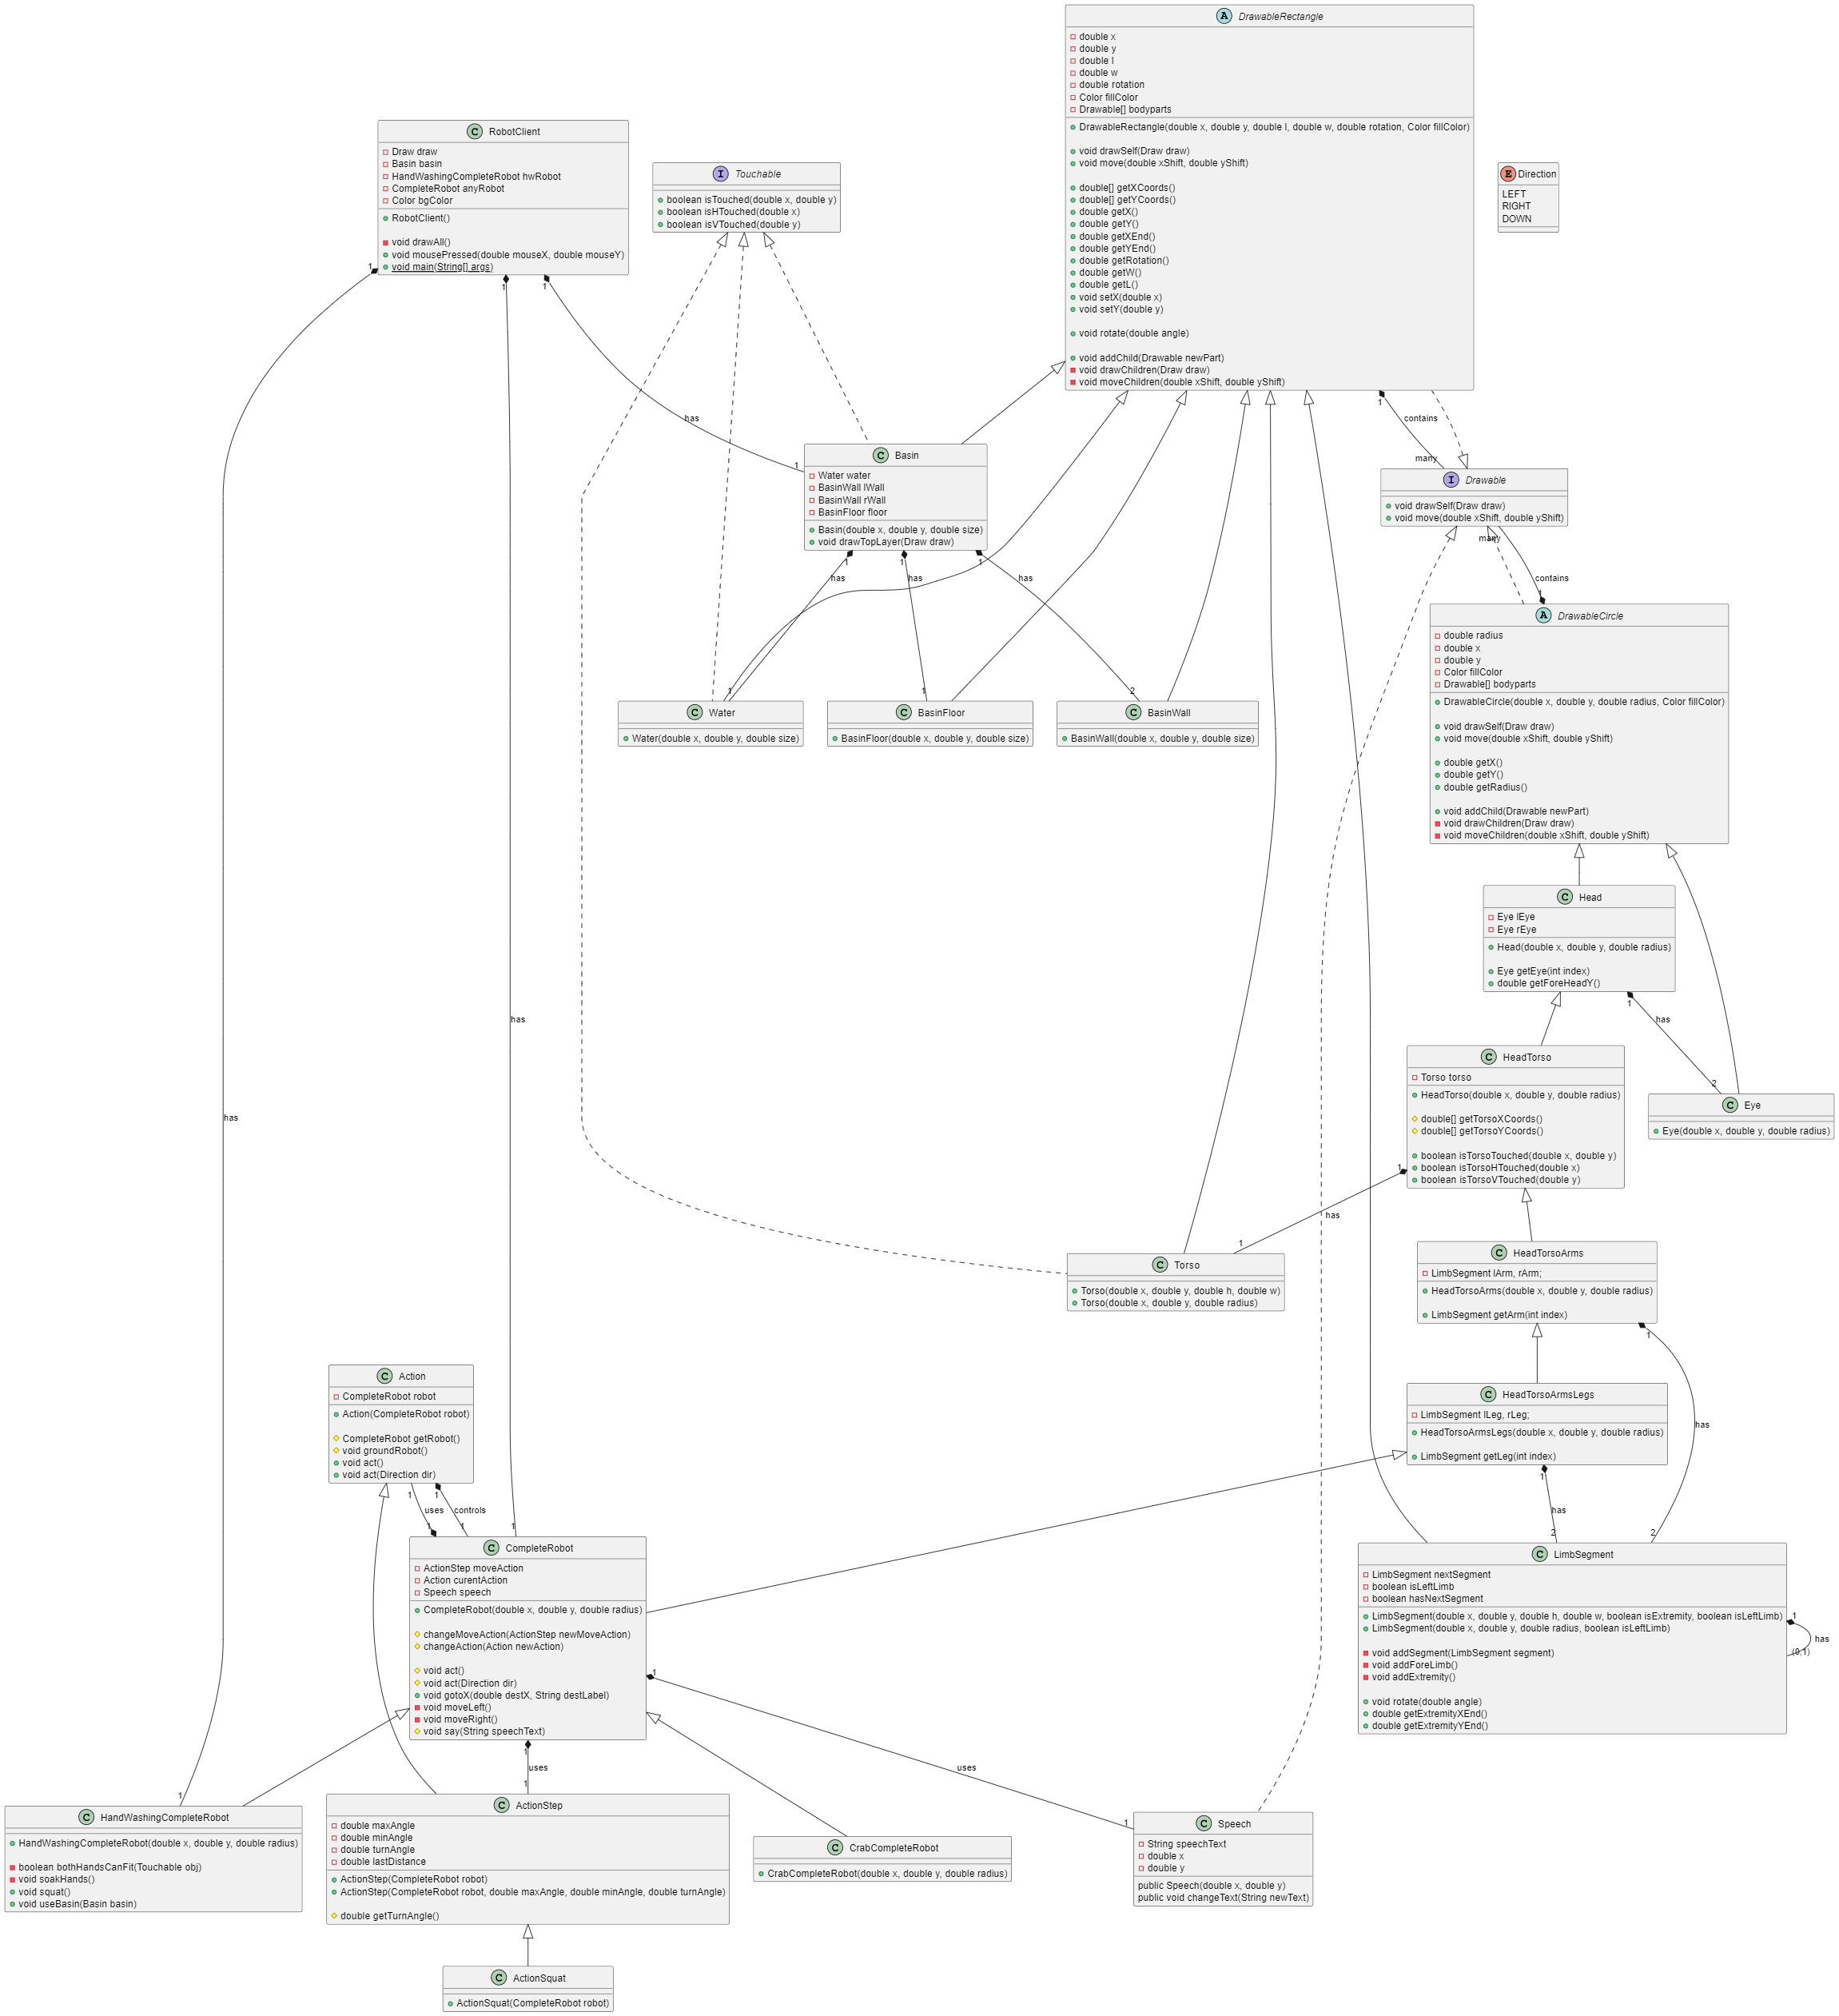 A DrawableRectangle
double x
double y
double l
double w
double rotation
Color fillColor
Drawable[] bodyparts
DrawableRectangle(double x, double y, double l, double w, double rotation, Color fillColor)
void drawSelf(Draw draw)
void move(double xShift, double yShift)
double[] getXCoords()
double[] getYCoords()
double getX()
double getY()
double getXEnd()
double getYEnd()
double getRotation()
double getW()
double getL()
void setX(double x)
void setY(double y)
void rotate(double angle)
void addChild(Drawable newPart)
void drawChildren(Draw draw)
void moveChildren(double xShift, double yShift)
C RobotClient
Draw draw
Basin basin
HandWashingCompleteRobot hwRobot
CompleteRobot anyRobot
Color bgColor
RobotClient()
void drawAll()
void mousePressed(double mouseX, double mouseY)
void main(String[] args)
I Touchable
boolean isTouched(double x, double y)
boolean isHTouched(double x)
boolean isVTouched(double y)
E Direction
LEFT
RIGHT
DOWN
1
1
1
1
contains
many
has
1
C Basin
Water water
BasinWall lWall
BasinWall rWall
BasinFloor floor
Basin(double x, double y, double size)
void drawTopLayer(Draw draw)
I Drawable
void drawSelf(Draw draw)
void move(double xShift, double yShift)
1
1
1
has
has
has
many
contains
1
1
1
2
C Water
Water(double x, double y, double size)
C BasinFloor
BasinFloor(double x, double y, double size)
C BasinWall
BasinWall(double x, double y, double size)
A DrawableCircle
double radius
double x
double y
Color fillColor
Drawable[] bodyparts
DrawableCircle(double x, double y, double radius, Color fillColor)
void drawSelf(Draw draw)
void move(double xShift, double yShift)
double getX()
double getY()
double getRadius()
void addChild(Drawable newPart)
void drawChildren(Draw draw)
void moveChildren(double xShift, double yShift)
C Head
Eye lEye
Eye rEye
Head(double x, double y, double radius)
Eye getEye(int index)
double getForeHeadY()
1
has
2
has
has
C HeadTorso
Torso torso
HeadTorso(double x, double y, double radius)
double[] getTorsoXCoords()
double[] getTorsoYCoords()
boolean isTorsoTouched(double x, double y)
boolean isTorsoHTouched(double x)
boolean isTorsoVTouched(double y)
C Eye
Eye(double x, double y, double radius)
1
has
1
C Torso
Torso(double x, double y, double h, double w)
Torso(double x, double y, double radius)
C HeadTorsoArms
LimbSegment lArm, rArm;
HeadTorsoArms(double x, double y, double radius)
LimbSegment getArm(int index)
1
has
C HeadTorsoArmsLegs
LimbSegment lLeg, rLeg;
HeadTorsoArmsLegs(double x, double y, double radius)
LimbSegment getLeg(int index)
1
has
2
2
C Action
CompleteRobot robot
Action(CompleteRobot robot)
CompleteRobot getRobot()
void groundRobot()
void act()
void act(Direction dir)
1
1
uses
controls
1
1
1
C CompleteRobot
ActionStep moveAction
Action curentAction
Speech speech
CompleteRobot(double x, double y, double radius)
changeMoveAction(ActionStep newMoveAction)
changeAction(Action newAction)
void act()
void act(Direction dir)
void gotoX(double destX, String destLabel)
void moveLeft()
void moveRight()
void say(String speechText)
C LimbSegment
LimbSegment nextSegment
boolean isLeftLimb
boolean hasNextSegment
LimbSegment(double x, double y, double h, double w, boolean isExtremity, boolean isLeftLimb)
LimbSegment(double x, double y, double radius, boolean isLeftLimb)
void addSegment(LimbSegment segment)
void addForeLimb()
void addExtremity()
void rotate(double angle)
double getExtremityXEnd()
double getExtremityYEnd()
1
has
(0,1)
1
1
uses
uses
1
1
1
C HandWashingCompleteRobot
HandWashingCompleteRobot(double x, double y, double radius)
boolean bothHandsCanFit(Touchable obj)
void soakHands()
void squat()
void useBasin(Basin basin)
C ActionStep
double maxAngle
double minAngle
double turnAngle
double lastDistance
ActionStep(CompleteRobot robot)
ActionStep(CompleteRobot robot, double maxAngle, double minAngle, double turnAngle)
double getTurnAngle()
C CrabCompleteRobot
CrabCompleteRobot(double x, double y, double radius)
C Speech
String speechText
double x
double y
public Speech(double x, double y)
public void changeText(String newText)
C ActionSquat
ActionSquat(CompleteRobot robot)